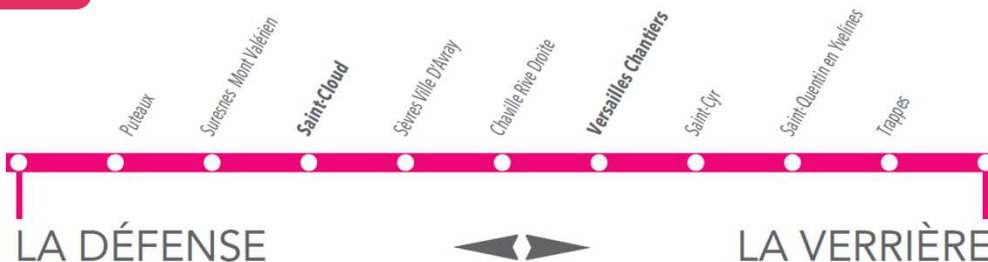 Puteaux
Suresnes Mont Valérien
Saint-Cloud
Sèvres Ville D'Avray
Chaville Rive Droite
Versailles Chantiers
Saint-Cyr
Saint-Quentin en Yvelines
Trappes
LA DÉFENSE
LA VERRIÈRE